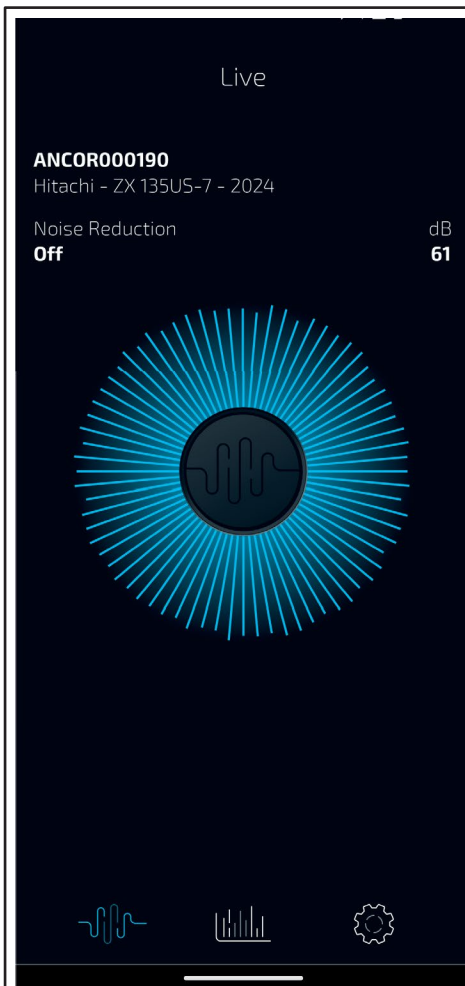 Live
ANCOR000190
Hitachi - ZX 135US-7 - 2024
Noise Reduction dB
Off 61